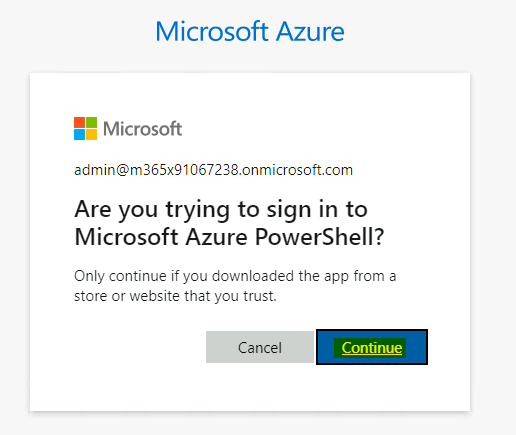 Microsoft Azure
Microsoft
admin@m365x91067238.onmicrosoft.com
Are you trying to sign in to
Microsoft Azure PowerShell?
Only continue if you downloaded the app from a
store or website that you trust.
Cancel Continue